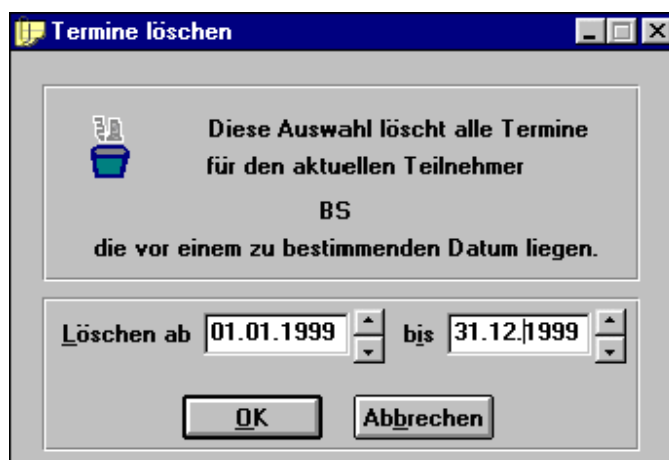 Termine löschen
Diese Auswahl löscht alle Termine
für den aktuellen Teilnehmer
BS
die vor einem zu bestimmenden Datum liegen.
Löschen ab 01.01.1999 bis 31.12.1999
OK Abbrechen